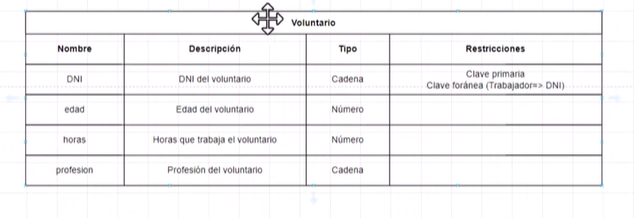 Voluntario
Nombre Descripción Tipo Restricciones
DNI DNI del voluntario Cadena Clave primaria
Clave foránea (Trabajador=> DNI)
edad Edad del voluntario Número
horas Horas que trabaja el voluntario Número
profesion Profesión del voluntario Cadena